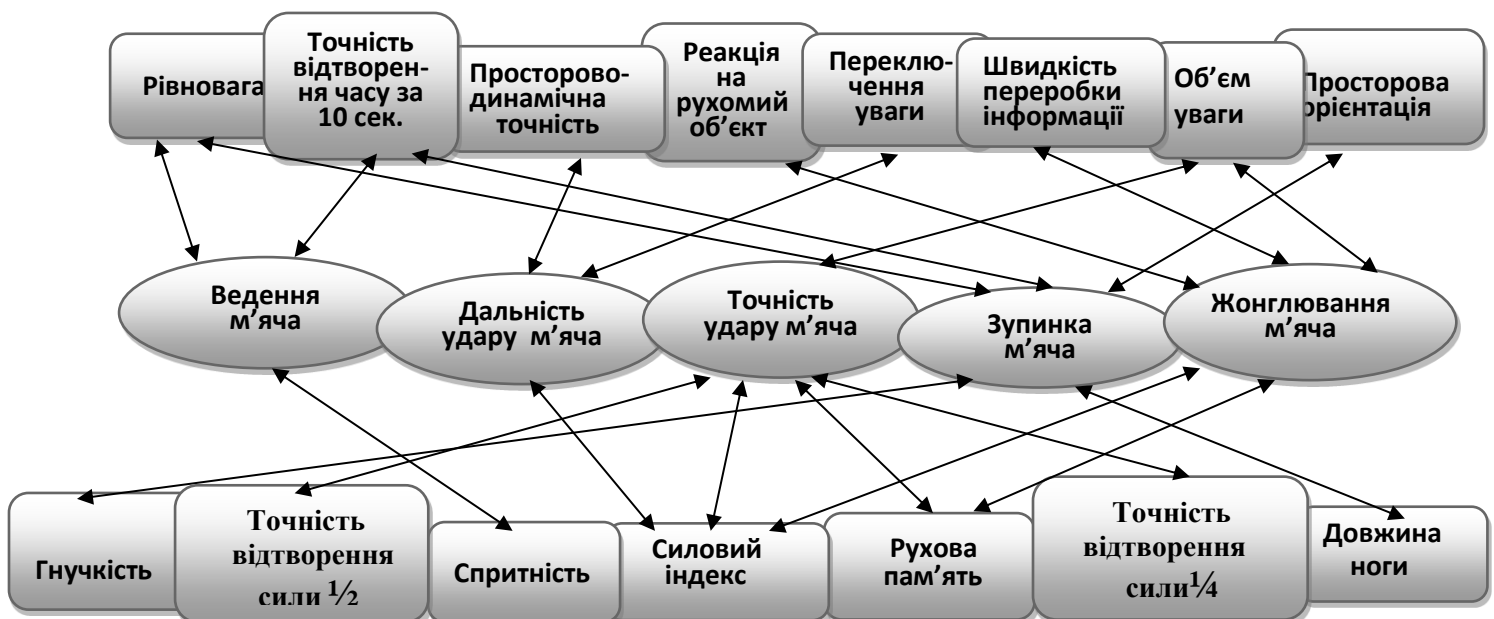 Рівновага
Точність
відтворен-
ня часу за
10 сек.
Просторово-
динамічна
точність
Реакція
на
рухомий
об’єкт
Переклю-
чення
уваги
Швидкість
переробки
інформації
Об’єм
уваги
Просторова
орієнтація
Ведення
м’яча
Дальність
удару м’яча
Точність
удару м’яча
Зупинка
м’яча
Жонглювання
м’яча
Гнучкість
Точність
відтворення
сили ½
Спритність
Силовий
індекс
Рухова
пам’ять
Точність
відтворення
сили¼
Довжина
ноги